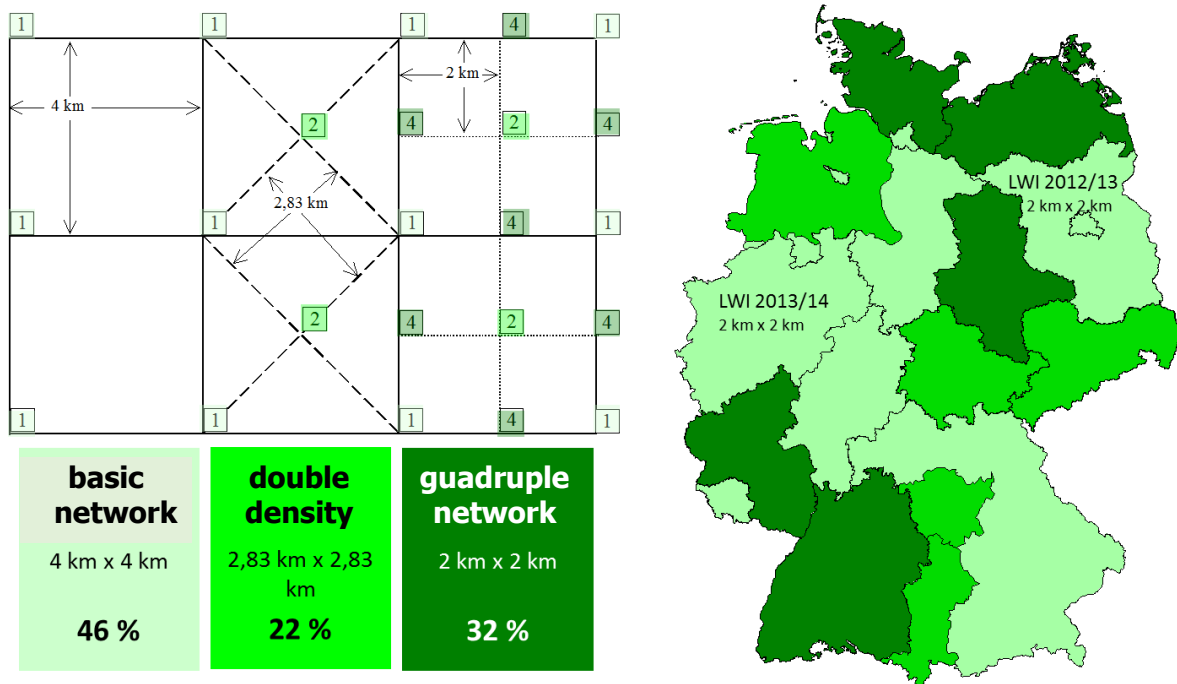 1 1 1 4 1
4 km
2 km
2 4 2 4
2,83 km
1 1 1 4 1
2 4 2 4
1 1 1 4 1
basic
network
4 km x 4 km
46 %
double
density
2,83 km x 2,83
km
22 %
guadruple
network
2 km x 2 km
32 %
LWI 2012/13
2 km x 2 km
LWI 2013/14
2 km x 2 km